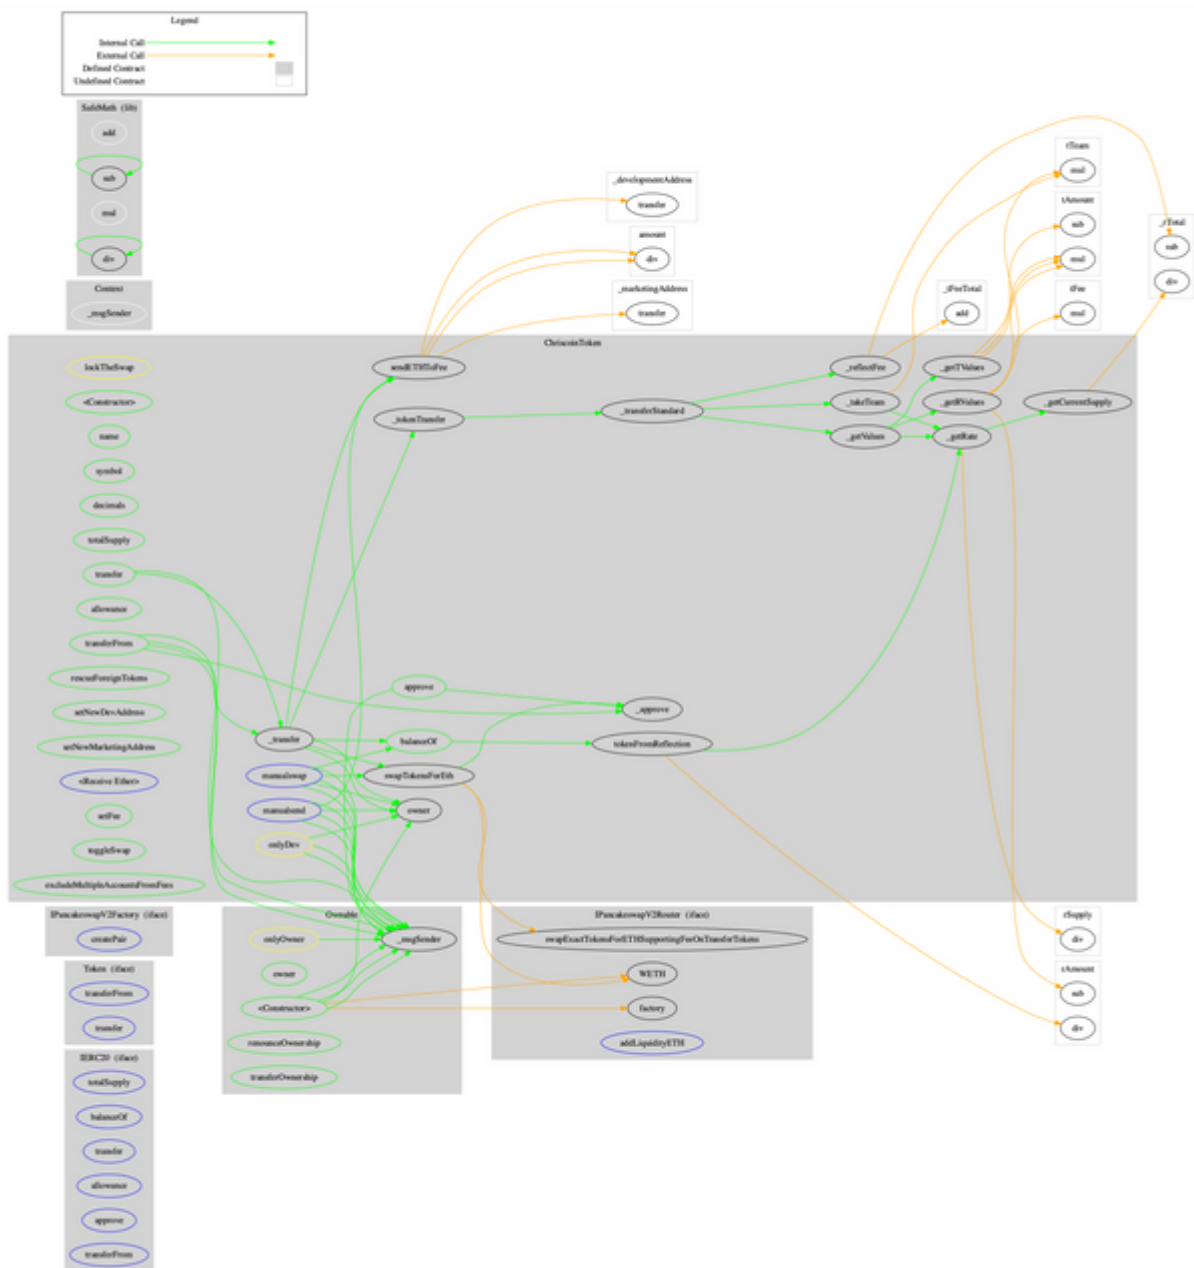 Legend
Internal Call
External Call
Defined Contract
Undefined Contract
SafeMath (lib)
add
sub
mul
div
Context
_msgSender
_developmentAddress
transfer
amount
div
_marketingAddress
transfer
tTeam
mul
tAmount
sub
mul
_tTotal
sub
div
_tFeeTotal
add
tFee
mul
ChriscoinToken
lockTheSwap
<Constructor>
name
symbol
decimals
totalSupply
transfer
allowance
transferFrom
rescueForeignTokens
setNewDevAddress
setNewMarketingAddress
<Receive Ether>
setFee
toggleSwap
excludeMultipleAccountsFromFees
sendETHToFee
_tokenTransfer
_transferStandard
_reflectFee
_takeTeam
_getValues
_getTValues
_getRValues
_getRate
_getCurrentSupply
approve
_approve
_transfer
balanceOf
tokenFromReflection
manualswap
swapTokensForEth
manualsend
owner
onlyDev
IPancakeswapV2Factory (iface)
createPair
Token (iface)
transferFrom
transfer
IERC20 (iface)
totalSupply
balanceOf
transfer
allowance
approve
transferFrom
Ownable
onlyOwner
_msgSender
owner
<Constructor>
renounceOwnership
transferOwnership
IPancakeswapV2Router (iface)
swapExactTokensForETHSupportingFeeOnTransferTokens
WETH
factory
addLiquidityETH
rSupply
div
rAmount
sub
div